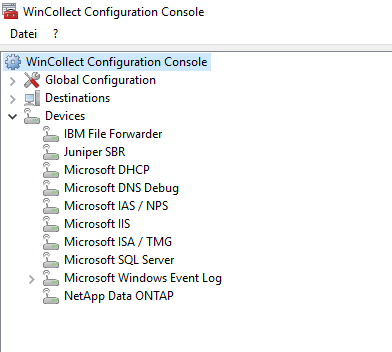 WinCollect Configuration Console
Datei ?
WinCollect Configuration Console
Global Configuration
Destinations
Devices
IBM File Forwarder
Juniper SBR
Microsoft DHCP
Microsoft DNS Debug
Microsoft IAS / NPS
Microsoft IIS
Microsoft ISA / TMG
Microsoft SQL Server
Microsoft Windows Event Log
NetApp Data ONTAP